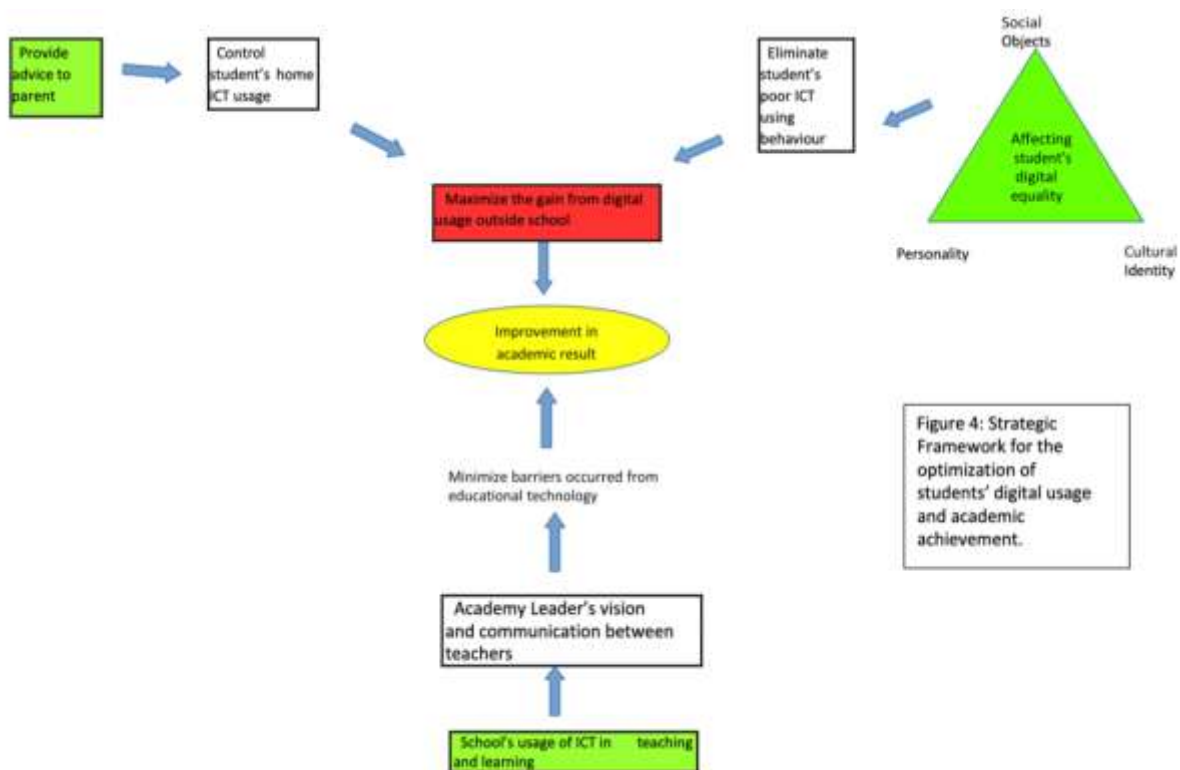 Provide
advice to
parent
Control
student's home
ICT usage
Eliminate
student's
poor ICT
using
behaviour
Social
Objects
Affecting
student's
digital
equality
Personality
Cultural
Identity
Maximize the gain from digital
usage outside school
Improvement in
academic result
Minimize barriers occurred from
educational technology
Academy Leader's vision
and communication between
teachers
School's usage of ICT in teaching
and learning
Figure 4: Strategic
Framework for the
optimization of
students' digital usage
and academic
achievement.